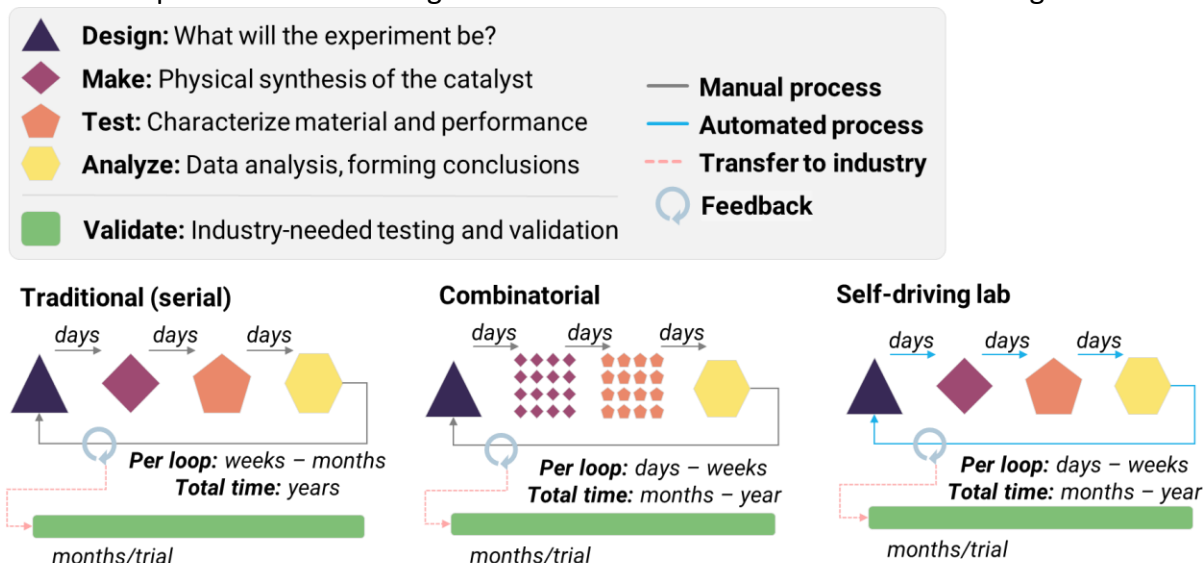 Design: What will the experiment be?
Make: Physical synthesis of the catalyst
Test: Characterize material and performance
Analyze: Data analysis, forming conclusions
Validate: Industry-needed testing and validation
Manual process
Automated process
Transfer to industry
Feedback
Traditional (serial)
days days days
Per loop: weeks – months
Total time: years
months/trial
Combinatorial
days days days
Per loop: days – weeks
Total time: months – year
months/trial
Self-driving lab
days days days
Per loop: days – weeks
Total time: months – year
months/trial